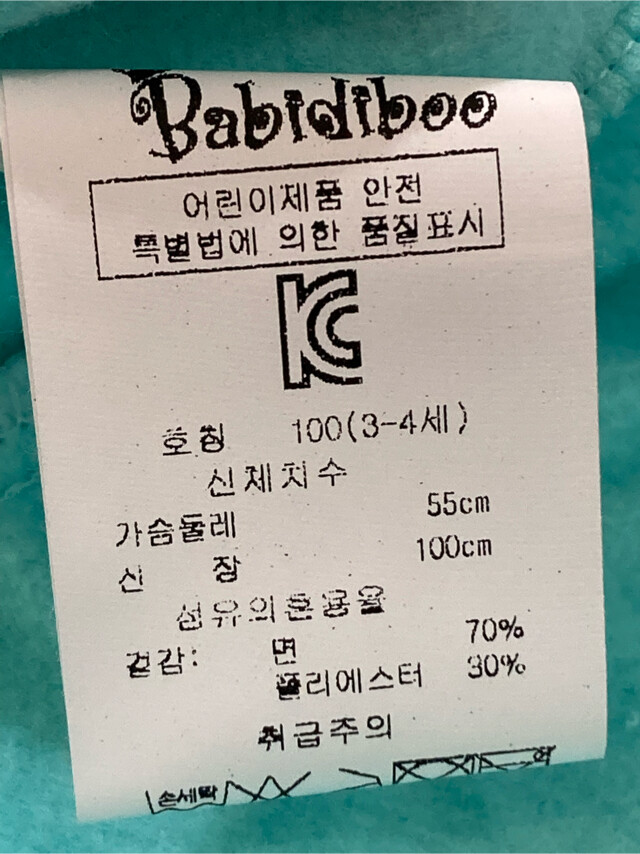 Babidiboo
어린이제품 안전
특별법에 의한 품질표시
KC
호칭 100(3-4세)
신체치수
가슴둘레 55cm
신 장 100cm
섬유의혼용율
겉감: 면 70%
폴리에스터 30%
취급주의
손세탁